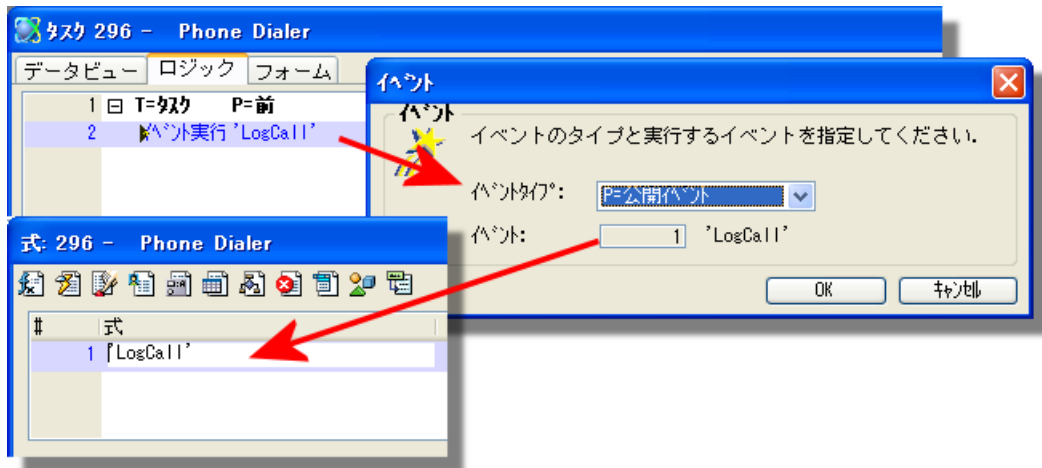 タスク 296 - Phone Dialer
データビュー ロジック フォーム
1 T=タスク P=前
2 イベント実行 'LogCall'
イベント
イベント
イベントのタイプと実行するイベントを指定してください.
イベントタイプ: P=公開イベント
イベント: 1 'LogCall'
OK キャンセル
式: 296 - Phone Dialer
# 式
1 'LogCall'